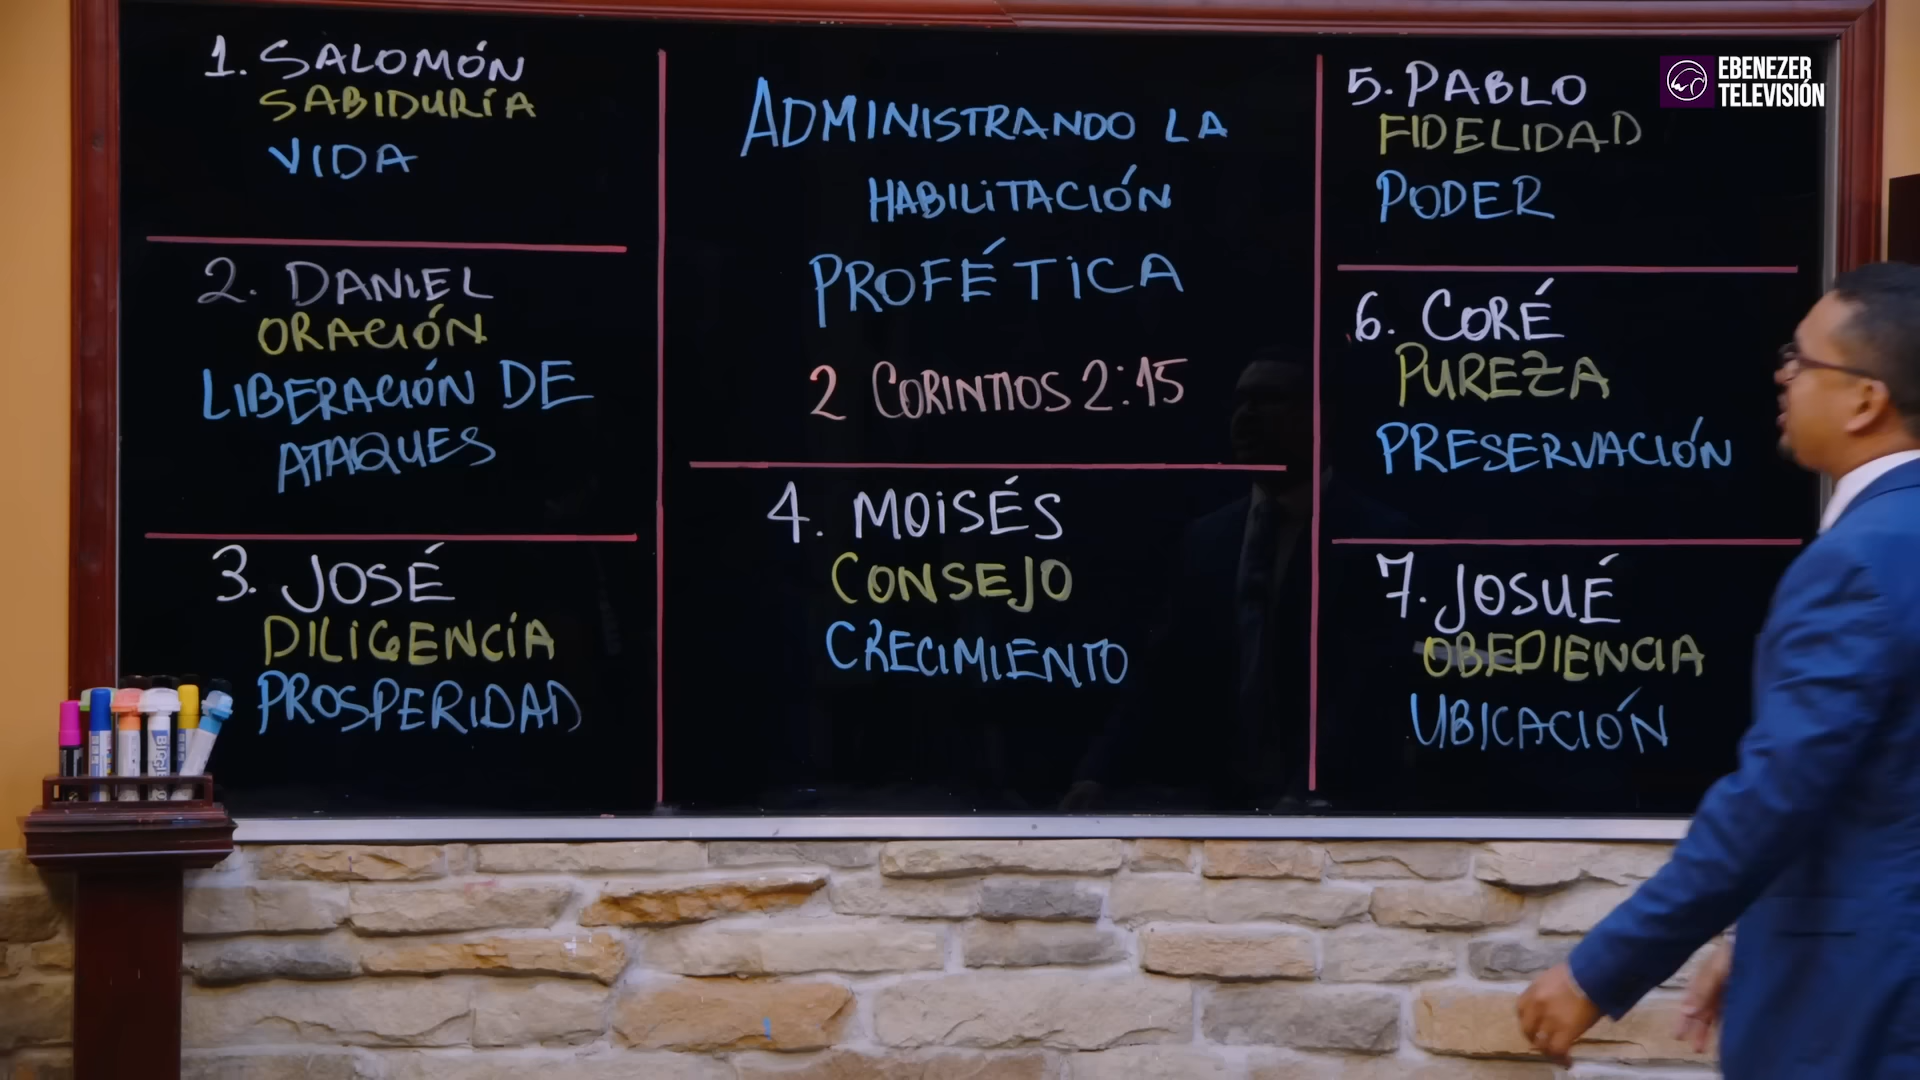 1. SALOMÓN
SABIDURÍA
VIDA
2. DANIEL
ORACIÓN
LIBERACIÓN DE
ATAQUES
3. JOSÉ
DILIGENCIA
PROSPERIDAD
ADMINISTRANDO LA
HABILITACIÓN
PROFÉTICA
2 CORINTIOS 2:15
4. MOISÉS
CONSEJO
CRECIMIENTO
5. PABLO
FIDELIDAD
PODER
6. CORÉ
PUREZA
PRESERVACIÓN
7. JOSUÉ
OBEDIENCIA
UBICACIÓN
EBENEZER
TELEVISIÓN